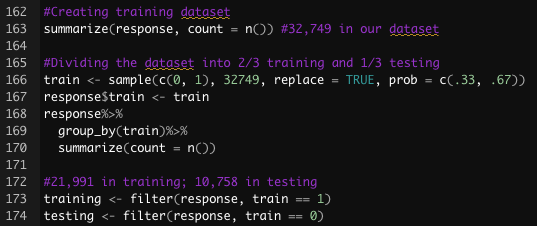 162 #Creating training dataset
163 summarize(response, count = n()) #32,749 in our dataset
164
165 #Dividing the dataset into 2/3 training and 1/3 testing
166 train <- sample(c(0, 1), 32749, replace = TRUE, prob = c(.33, .67))
167 response$train <- train
168 response%>%
169   group_by(train)%>%
170   summarize(count = n())
171
172 #21,991 in training; 10,758 in testing
173 training <- filter(response, train == 1)
174 testing <- filter(response, train == 0)